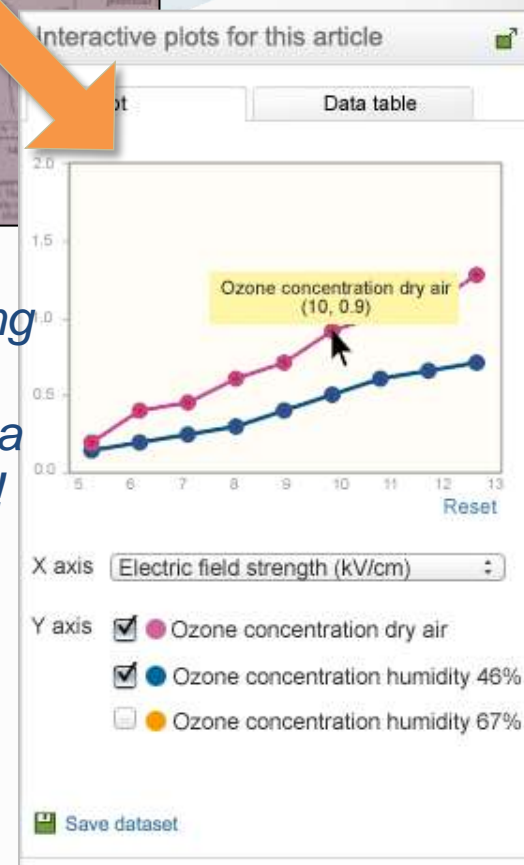 Interactive plots for this article
Data table
2.0
1.5
1.0
0.5
0.0
Ozone concentration dry air
(10, 0.9)
5 6 7 8 9 10 11 12 13
Reset
X axis Electric field strength (kV/cm)
Y axis Ozone concentration dry air
Ozone concentration humidity 46%
Ozone concentration humidity 67%
Save dataset